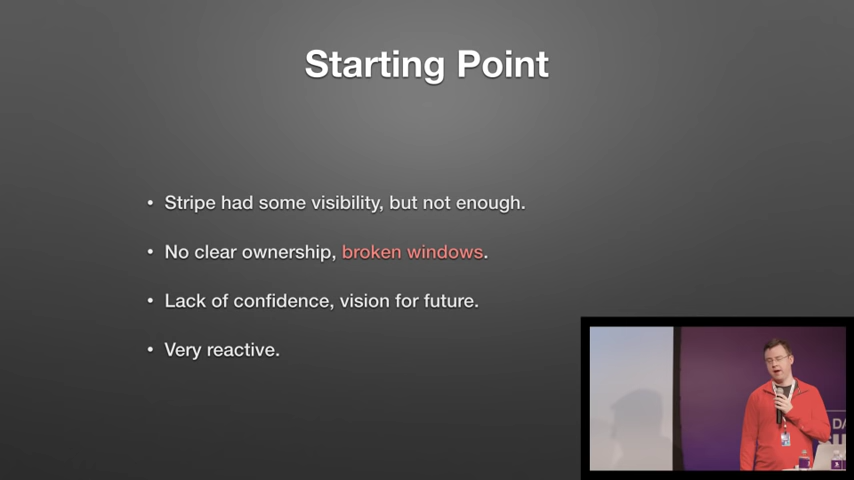 Starting Point
• Stripe had some visibility, but not enough.
• No clear ownership, broken windows.
• Lack of confidence, vision for future.
• Very reactive.
DA